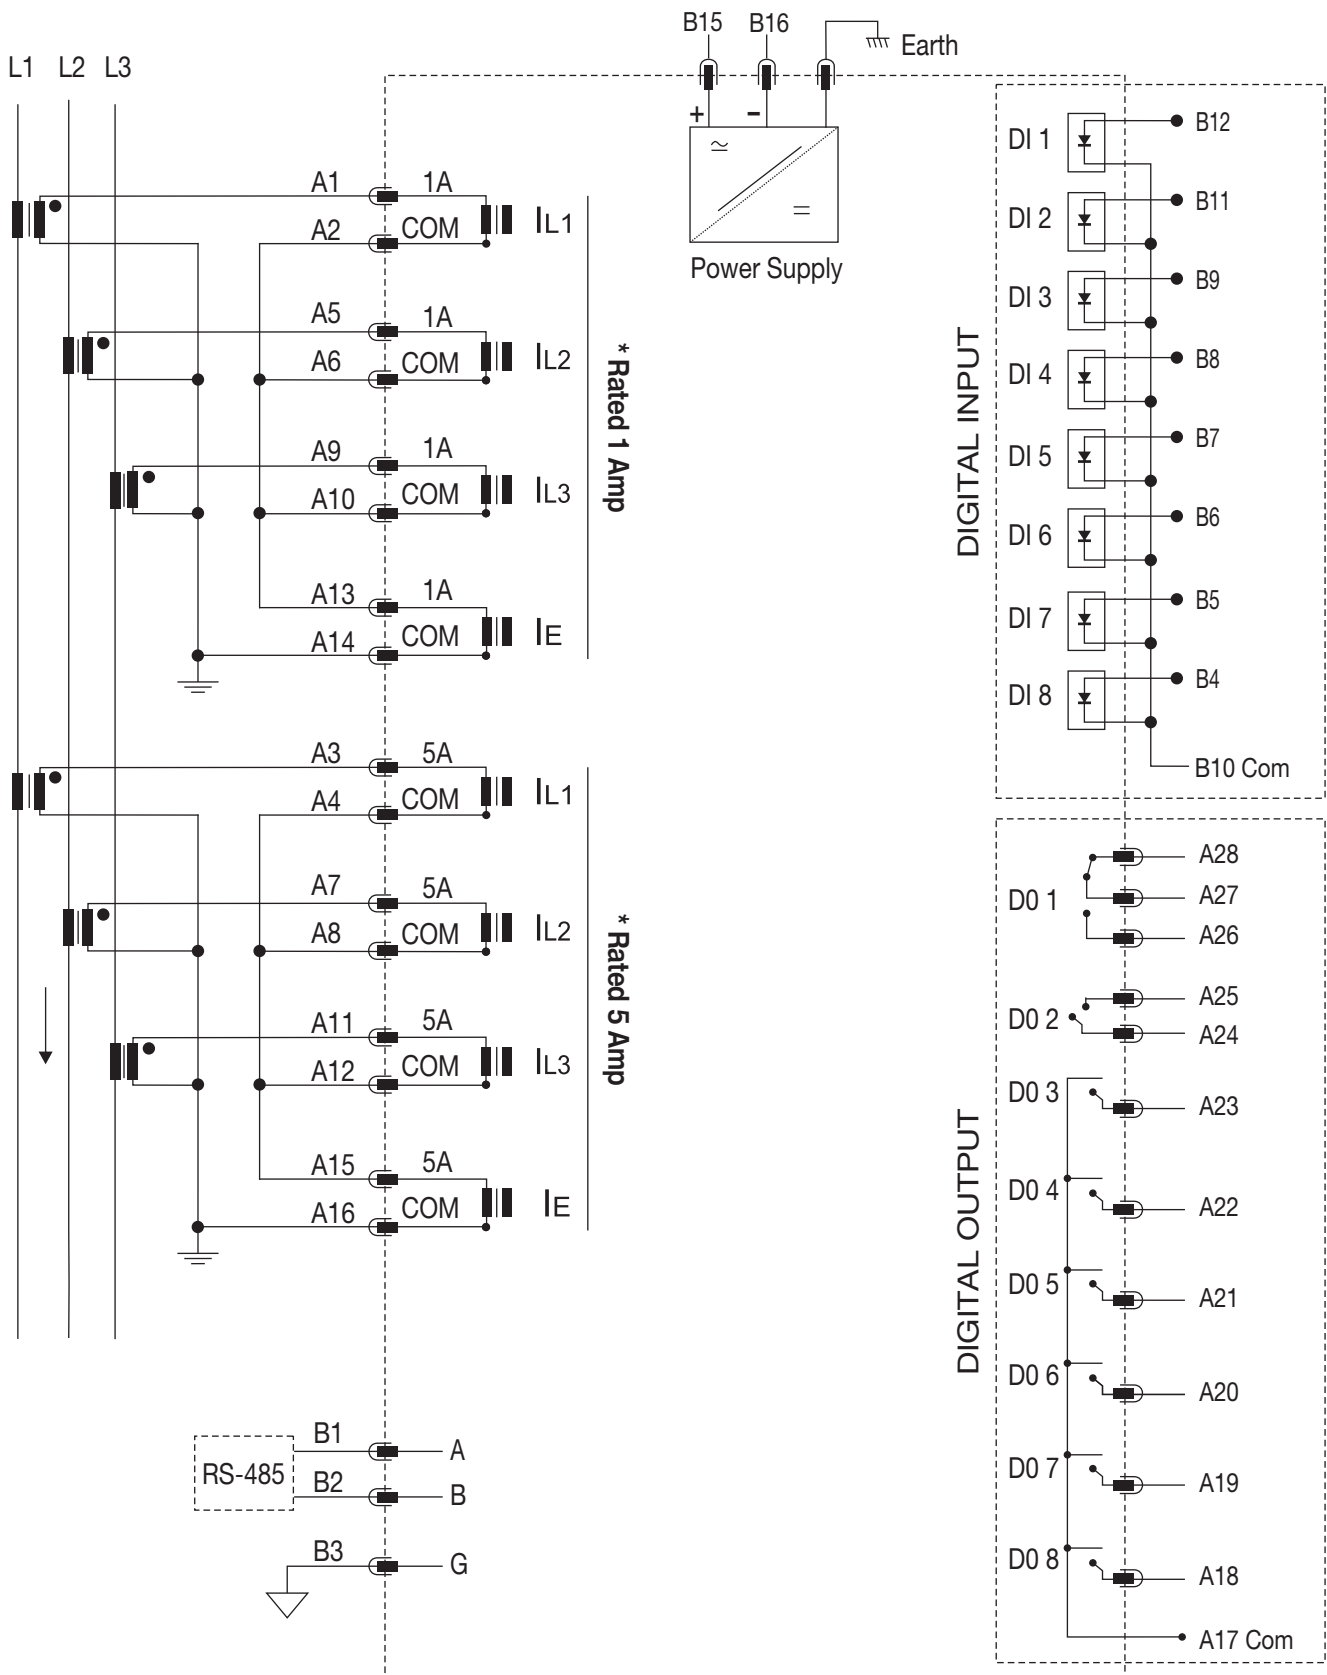 L1 L2 L3
B15 B16
Earth
+ −
Power Supply
A1 1A
A2 COM
IL1
A5 1A
A6 COM
IL2
A9 1A
A10 COM
IL3
A13 1A
A14 COM
IE
* Rated 1 Amp
A3 5A
A4 COM
IL1
A7 5A
A8 COM
IL2
A11 5A
A12 COM
IL3
A15 5A
A16 COM
IE
* Rated 5 Amp
RS-485
B1 A
B2 B
B3 G
DIGITAL INPUT
DI 1 B12
DI 2 B11
DI 3 B9
DI 4 B8
DI 5 B7
DI 6 B6
DI 7 B5
DI 8 B4
B10 Com
DIGITAL OUTPUT
D0 1
A28
A27
A26
D0 2
A25
A24
D0 3 A23
D0 4 A22
D0 5 A21
D0 6 A20
D0 7 A19
D0 8 A18
A17 Com